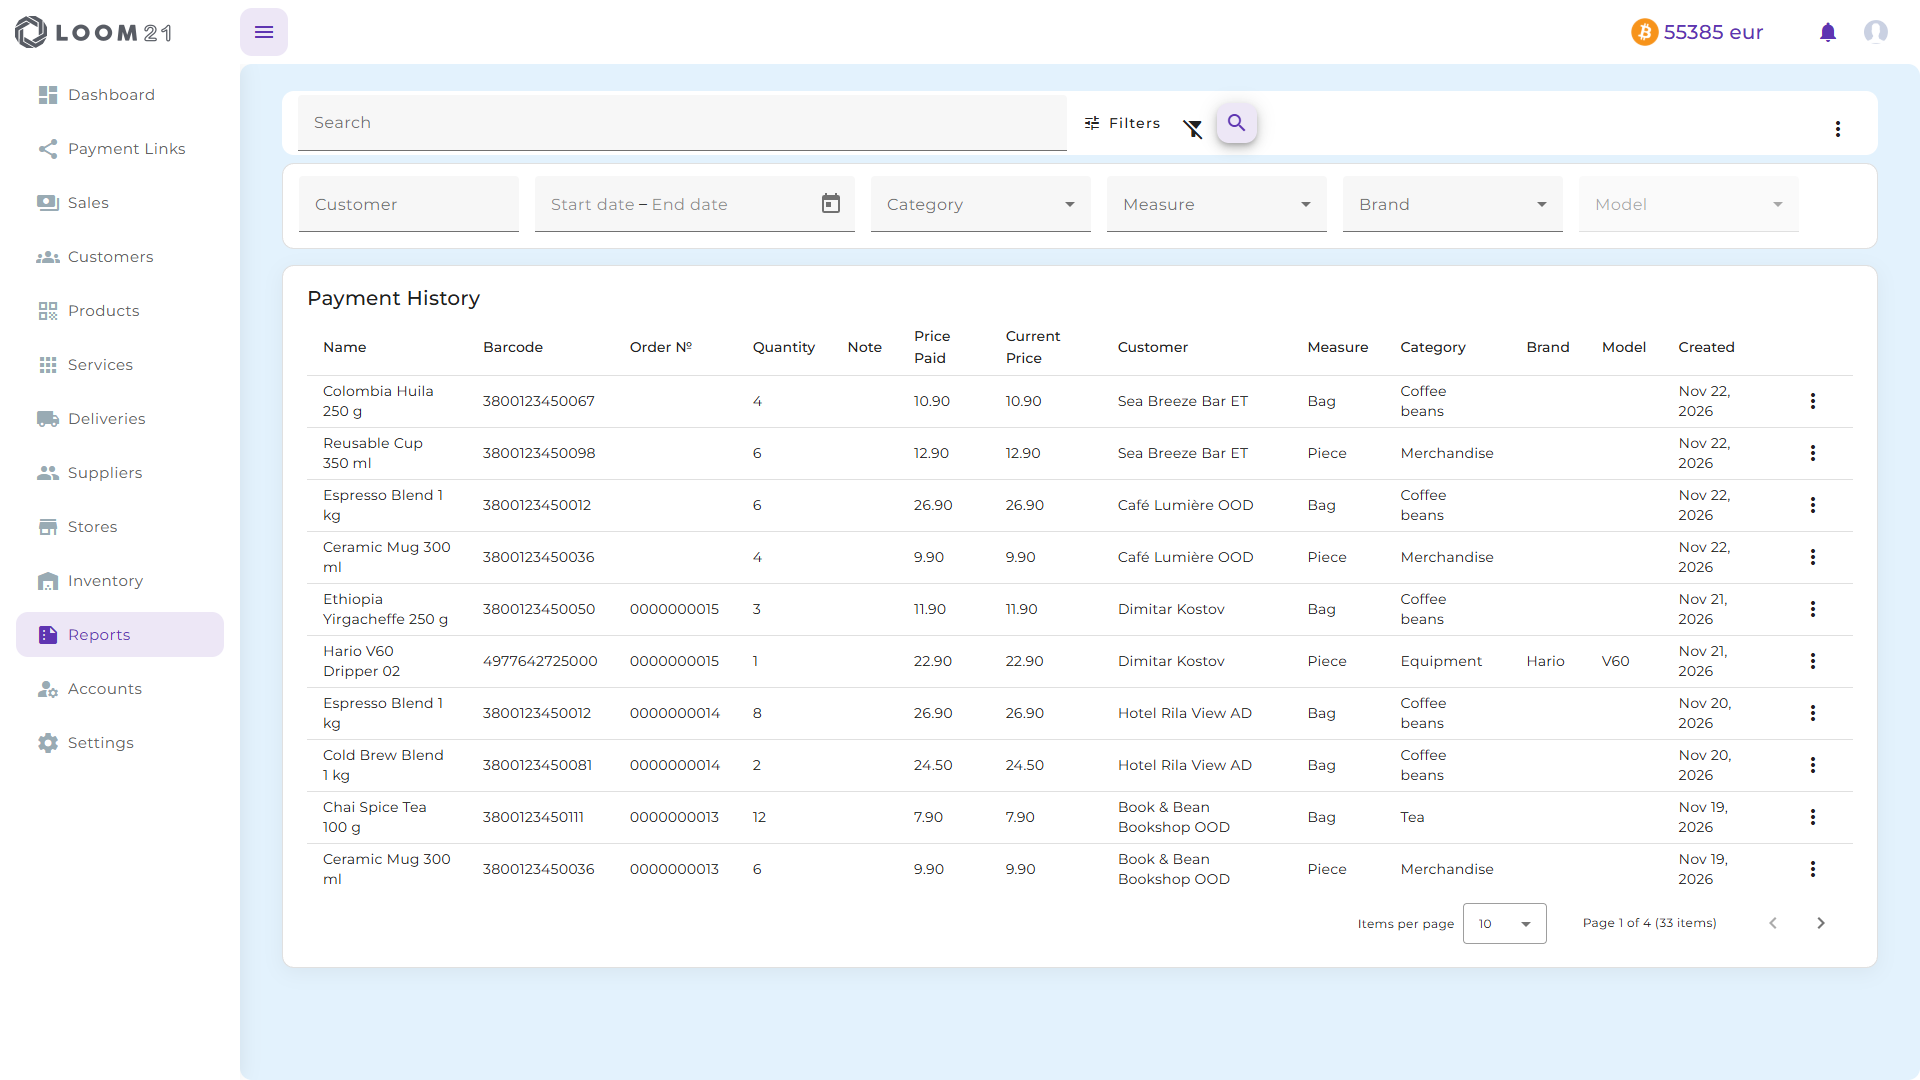 LOOM21
55385 eur
Dashboard
Payment Links
Sales
Customers
Products
Services
Deliveries
Suppliers
Stores
Inventory
Reports
Accounts
Settings
Search
Filters
Customer
Start date – End date
Category
Measure
Brand
Model
Payment History
Name Barcode Order № Quantity Note Price Paid Current Price Customer Measure Category Brand Model Created
Colombia Huila 250 g 3800123450067 4 10.90 10.90 Sea Breeze Bar ET Bag Coffee beans Nov 22, 2026
Reusable Cup 350 ml 3800123450098 6 12.90 12.90 Sea Breeze Bar ET Piece Merchandise Nov 22, 2026
Espresso Blend 1 kg 3800123450012 6 26.90 26.90 Café Lumière OOD Bag Coffee beans Nov 22, 2026
Ceramic Mug 300 ml 3800123450036 4 9.90 9.90 Café Lumière OOD Piece Merchandise Nov 22, 2026
Ethiopia Yirgacheffe 250 g 3800123450050 0000000015 3 11.90 11.90 Dimitar Kostov Bag Coffee beans Nov 21, 2026
Hario V60 Dripper 02 4977642725000 0000000015 1 22.90 22.90 Dimitar Kostov Piece Equipment Hario V60 Nov 21, 2026
Espresso Blend 1 kg 3800123450012 0000000014 8 26.90 26.90 Hotel Rila View AD Bag Coffee beans Nov 20, 2026
Cold Brew Blend 1 kg 3800123450081 0000000014 2 24.50 24.50 Hotel Rila View AD Bag Coffee beans Nov 20, 2026
Chai Spice Tea 100 g 3800123450111 0000000013 12 7.90 7.90 Book & Bean Bookshop OOD Bag Tea Nov 19, 2026
Ceramic Mug 300 ml 3800123450036 0000000013 6 9.90 9.90 Book & Bean Bookshop OOD Piece Merchandise Nov 19, 2026
Items per page 10 Page 1 of 4 (33 items)